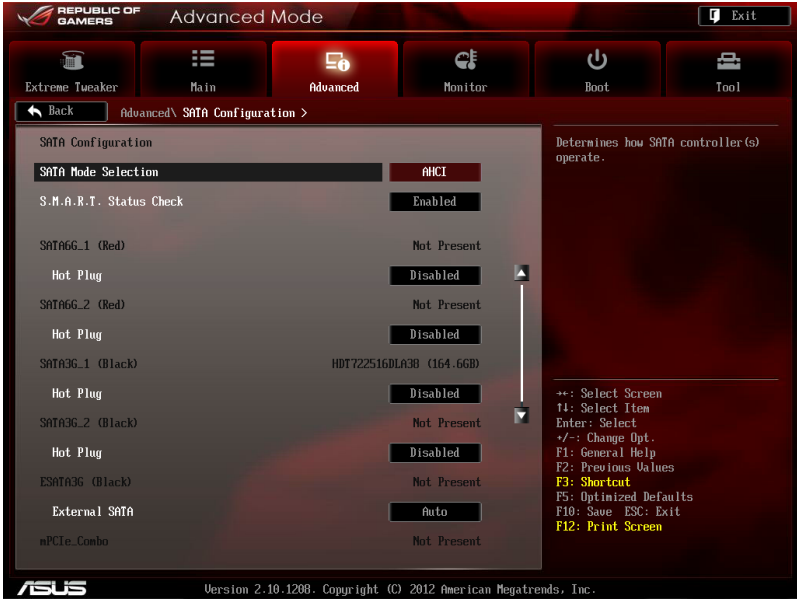 REPUBLIC OF GAMERS
Advanced Mode
Exit
Extreme Tweaker
Main
Advanced
Monitor
Boot
Tool
Back
Advanced\ SATA Configuration >
SATA Configuration
SATA Mode Selection AHCI
S.M.A.R.T. Status Check Enabled
SATA6G_1 (Red) Not Present
Hot Plug Disabled
SATA6G_2 (Red) Not Present
Hot Plug Disabled
SATA3G_1 (Black) HDT722516DLA38 (164.6GB)
Hot Plug Disabled
SATA3G_2 (Black) Not Present
Hot Plug Disabled
ESATA3G (Black) Not Present
External SATA Auto
mPCIe_Combo Not Present
Determines how SATA controller(s)
operate.
→←: Select Screen
↑↓: Select Item
Enter: Select
+/-: Change Opt.
F1: General Help
F2: Previous Values
F3: Shortcut
F5: Optimized Defaults
F10: Save ESC: Exit
F12: Print Screen
ASUS
Version 2.10.1208. Copyright (C) 2012 American Megatrends, Inc.